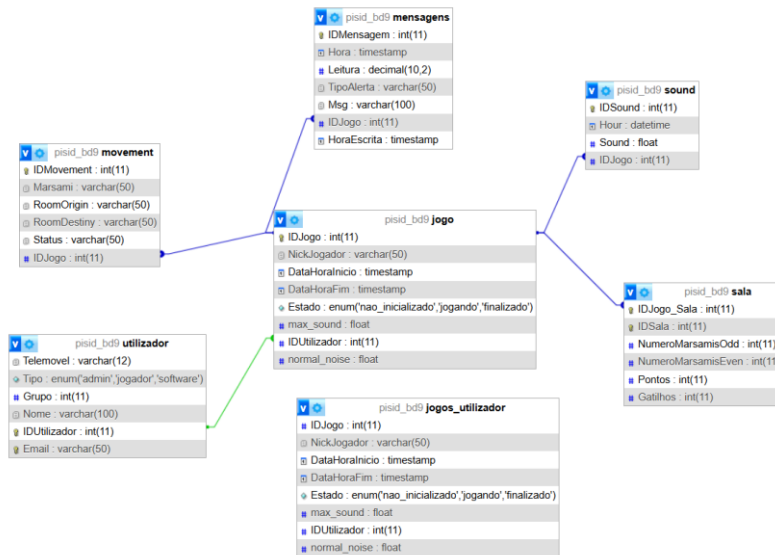 pisid_bd9 mensagens
IDMensagem : int(11)
Hora : timestamp
Leitura : decimal(10,2)
TipoAlerta : varchar(50)
Msg : varchar(100)
IDJogo : int(11)
HoraEscrita : timestamp
pisid_bd9 sound
IDSound : int(11)
Hour : datetime
Sound : float
IDJogo : int(11)
pisid_bd9 movement
IDMovement : int(11)
Marsami : varchar(50)
RoomOrigin : varchar(50)
RoomDestiny : varchar(50)
Status : varchar(50)
IDJogo : int(11)
pisid_bd9 jogo
IDJogo : int(11)
NickJogador : varchar(50)
DataHoraInicio : timestamp
DataHoraFim : timestamp
Estado : enum('nao_inicializado','jogando','finalizado')
max_sound : float
IDUtilizador : int(11)
normal_noise : float
pisid_bd9 sala
IDJogo_Sala : int(11)
IDSala : int(11)
NumeroMarsamisOdd : int(11)
NumeroMarsamisEven : int(11)
Pontos : int(11)
Gatilhos : int(11)
pisid_bd9 utilizador
Telemovel : varchar(12)
Tipo : enum('admin','jogador','software')
Grupo : int(11)
Nome : varchar(100)
IDUtilizador : int(11)
Email : varchar(50)
pisid_bd9 jogos_utilizador
IDJogo : int(11)
NickJogador : varchar(50)
DataHoraInicio : timestamp
DataHoraFim : timestamp
Estado : enum('nao_inicializado','jogando','finalizado')
max_sound : float
IDUtilizador : int(11)
normal_noise : float